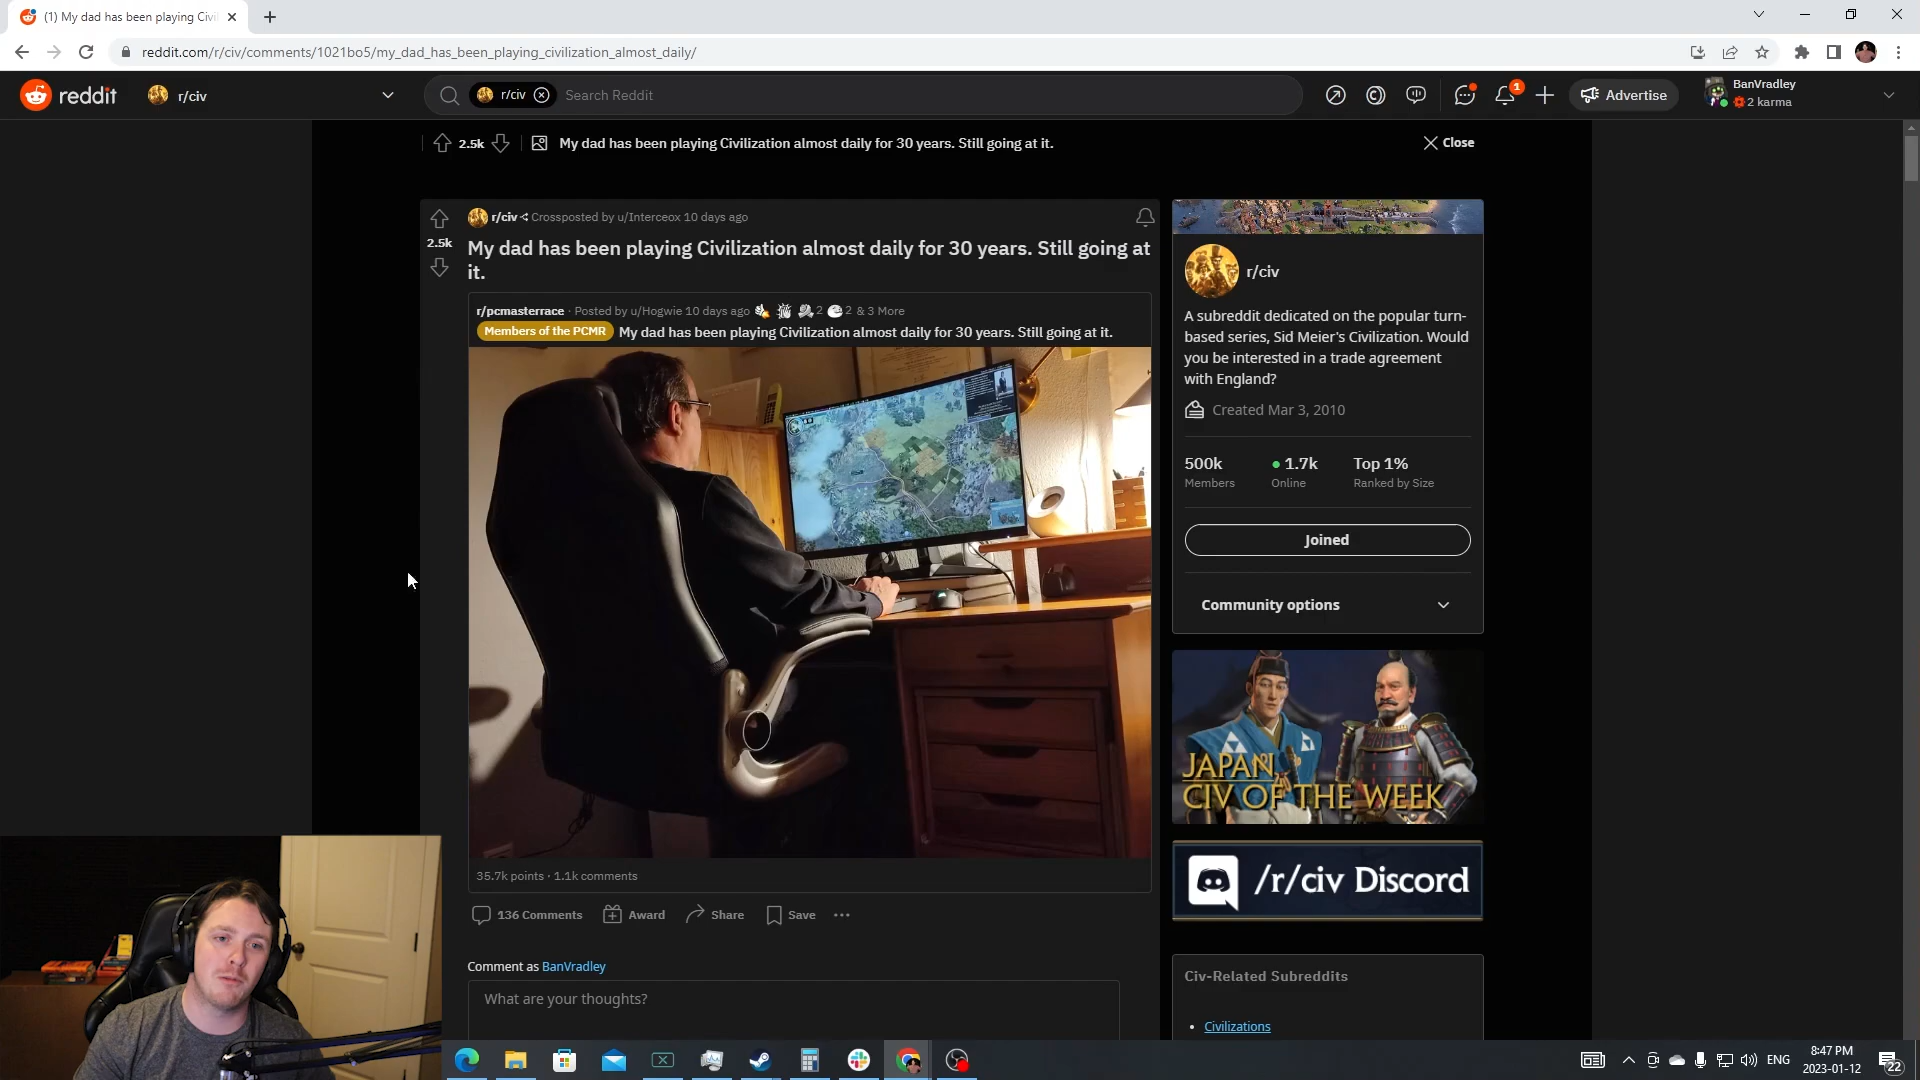 (1) My dad has been playing Civi
reddit.com/r/civ/comments/1021bo5/my_dad_has_been_playing_civilization_almost_daily/
reddit
r/civ
r/civ
Search Reddit
1
Advertise
BanVradley
2 karma
2.5k
My dad has been playing Civilization almost daily for 30 years. Still going at it.
Close
r/civ
Crossposted by u/Interceox 10 days ago
2.5k
My dad has been playing Civilization almost daily for 30 years. Still going at
it.
r/pcmasterrace · Posted by u/Hogwie 10 days ago
2
2
& 3 More
Members of the PCMR
My dad has been playing Civilization almost daily for 30 years. Still going at it.
35.7k points · 1.1k comments
136 Comments
Award
Share
Save
Comment as BanVradley
What are your thoughts?
r/civ
A subreddit dedicated on the popular turn-
based series, Sid Meier's Civilization. Would
you be interested in a trade agreement
with England?
Created Mar 3, 2010
500k
1.7k
Top 1%
Members
Online
Ranked by Size
Joined
Community options
JAPAN
CIV OF THE WEEK
/r/civ Discord
Civ-Related Subreddits
• Civilizations
ENG
8:47 PM
2023-01-12
22